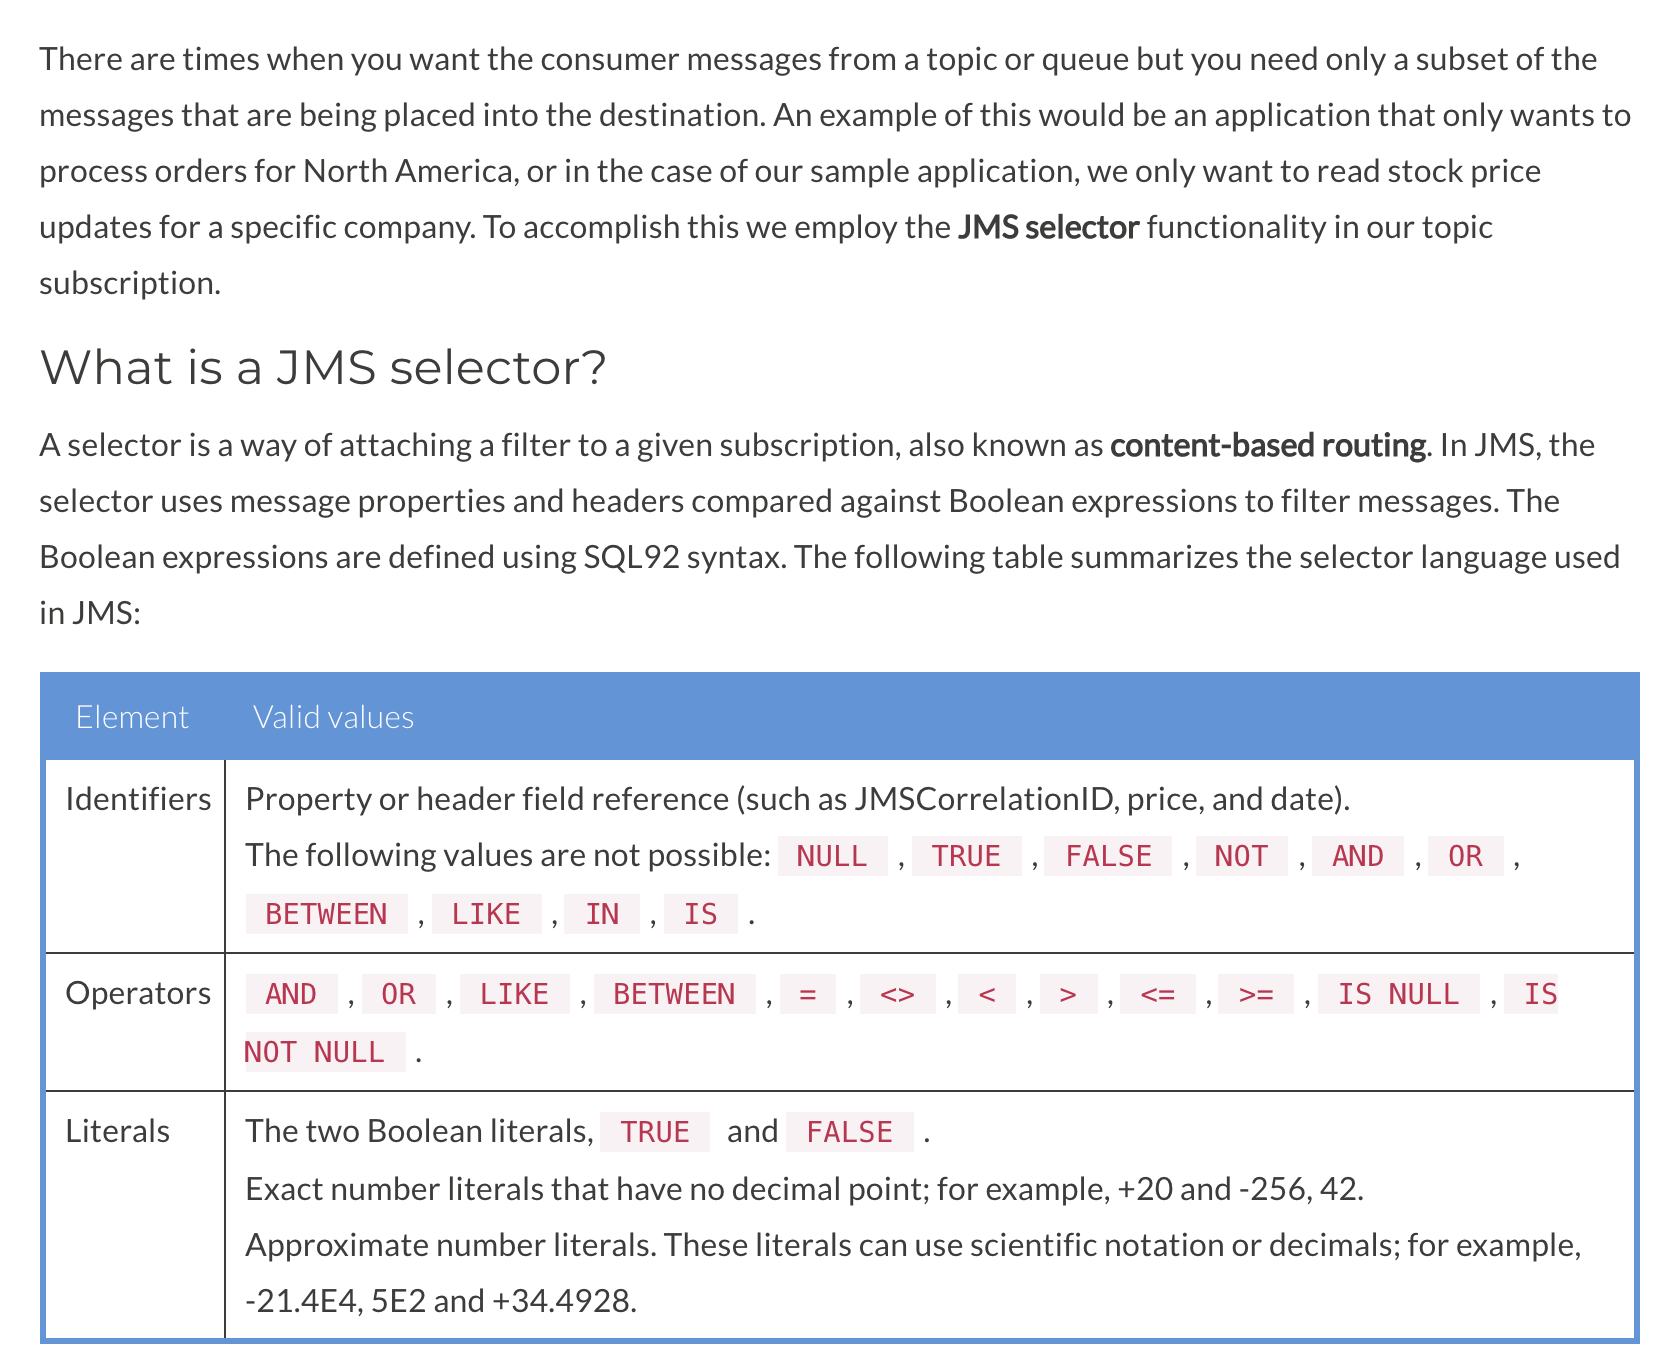 There are times when you want the consumer messages from a topic or queue but you need only a subset of the
messages that are being placed into the destination. An example of this would be an application that only wants to
process orders for North America, or in the case of our sample application, we only want to read stock price
updates for a specific company. To accomplish this we employ the JMS selector functionality in our topic
subscription.
What is a JMS selector?
A selector is a way of attaching a filter to a given subscription, also known as content-based routing. In JMS, the
selector uses message properties and headers compared against Boolean expressions to filter messages. The
Boolean expressions are defined using SQL92 syntax. The following table summarizes the selector language used
in JMS:
Element Valid values
Identifiers Property or header field reference (such as JMSCorrelationID, price, and date).
The following values are not possible: NULL , TRUE , FALSE , NOT , AND , OR ,
BETWEEN , LIKE , IN , IS .
Operators AND , OR , LIKE , BETWEEN , = , <> , < , > , <= , >= , IS NULL , IS
NOT NULL .
Literals The two Boolean literals, TRUE and FALSE .
Exact number literals that have no decimal point; for example, +20 and -256, 42.
Approximate number literals. These literals can use scientific notation or decimals; for example,
-21.4E4, 5E2 and +34.4928.